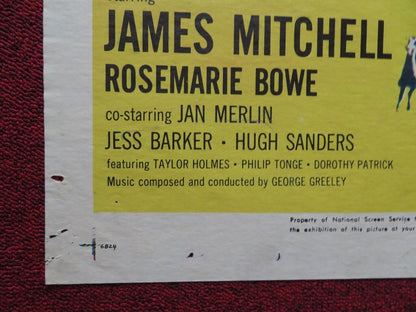 starring
JAMES MITCHELL
ROSEMARIE BOWE
co-starring JAN MERLIN
JESS BARKER • HUGH SANDERS
featuring TAYLOR HOLMES • PHILIP TONGE • DOROTHY PATRICK
Music composed and conducted by GEORGE GREELEY
Property of National Screen Service
the exhibition of this picture at your
6824